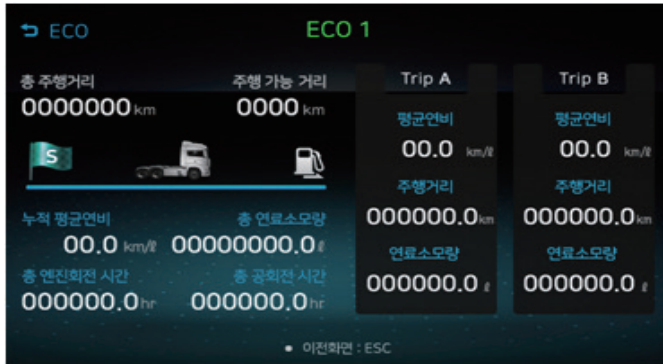 ECO
ECO 1
총 주행거리 주행 가능 거리
0000000 km 0000 km
S
누적 평균연비 총 연료소모량
00.0 km/ℓ 00000000.0 ℓ
총 엔진회전 시간 총 공회전 시간
000000.0 hr 000000.0 hr
Trip A
평균연비
00.0 km/ℓ
주행거리
000000.0 km
연료소모량
000000.0 ℓ
Trip B
평균연비
00.0 km/ℓ
주행거리
000000.0 km
연료소모량
000000.0 ℓ
• 이전화면 : ESC